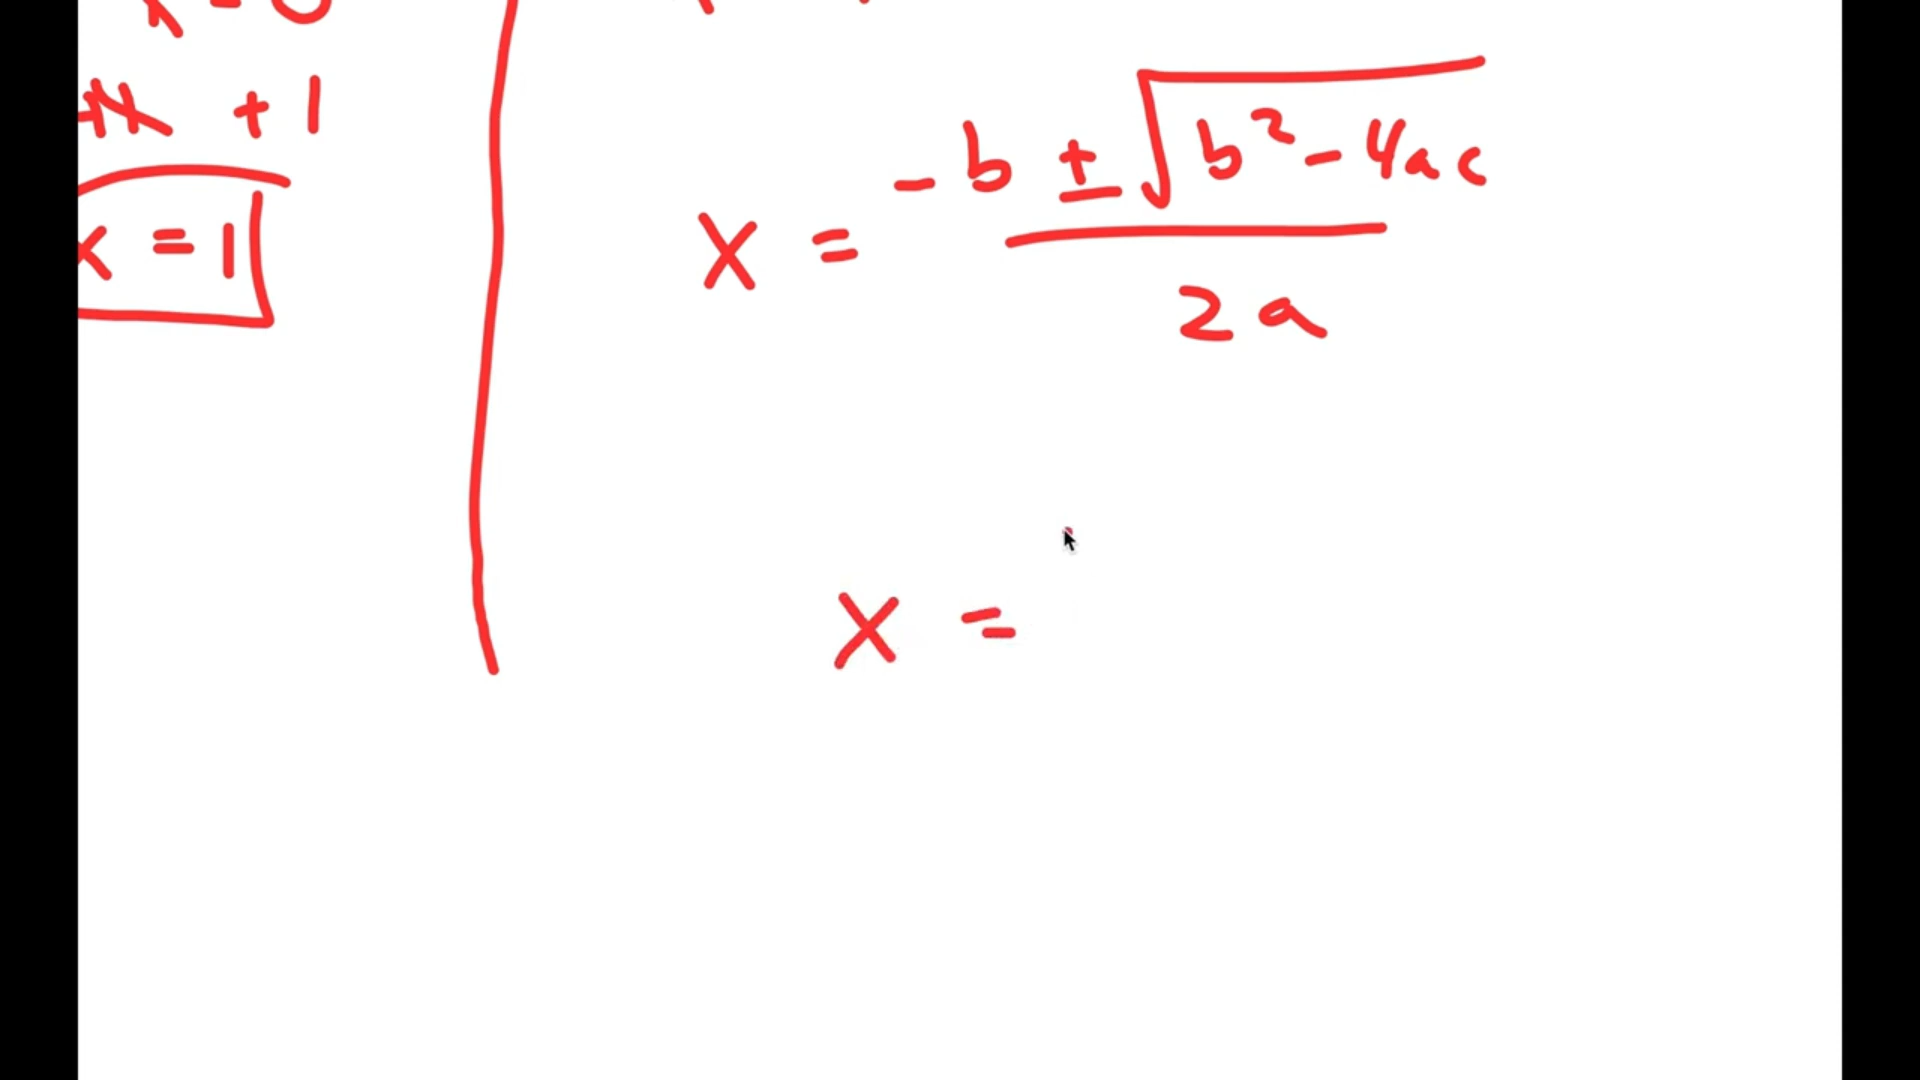 + 1
x = 1
x = -b ± √b² - 4ac
2a
x =